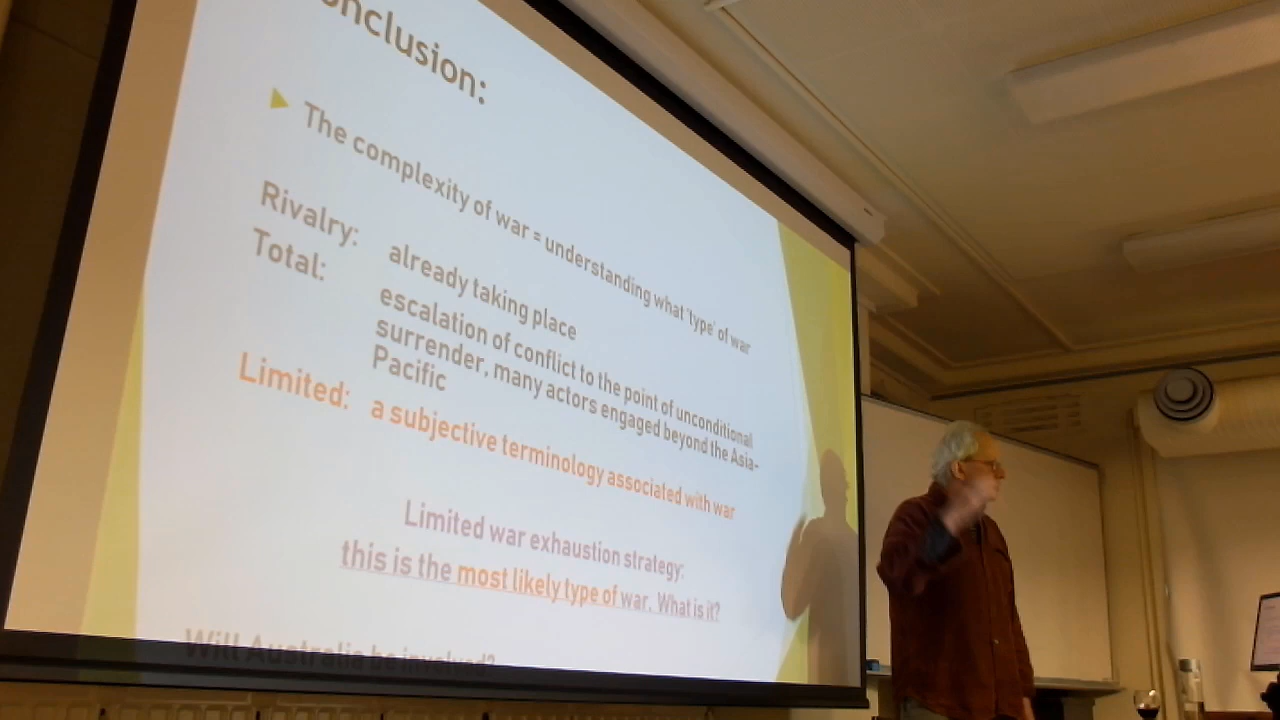 onclusion:
The complexity of war = understanding what 'type' of war
Rivalry: already taking place
Total: escalation of conflict to the point of unconditional
surrender, many actors engaged beyond the Asia-
Pacific
Limited: a subjective terminology associated with war
Limited war exhaustion strategy:
this is the most likely type of war. What is it?
Will Australia be involved?